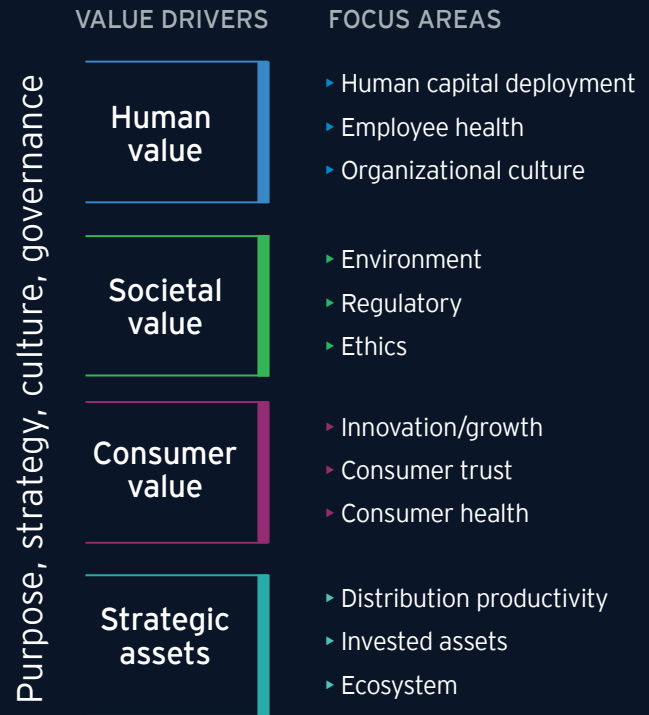 VALUE DRIVERS
FOCUS AREAS
Purpose, strategy, culture, governance
Human
value
Human capital deployment
Employee health
Organizational culture
Societal
value
Environment
Regulatory
Ethics
Consumer
value
Innovation/growth
Consumer trust
Consumer health
Strategic
assets
Distribution productivity
Invested assets
Ecosystem